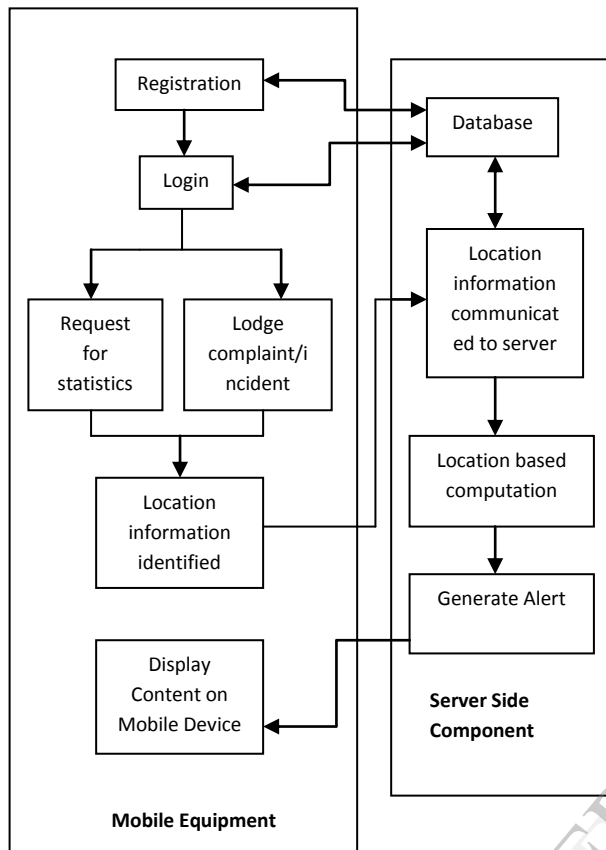 Registration
Login
Request
for
statistics
Lodge
complaint/i
ncident
Location
information
identified
Display
Content on
Mobile Device
Mobile Equipment
Database
Location
information
communicat
ed to server
Location based
computation
Generate Alert
Server Side
Component